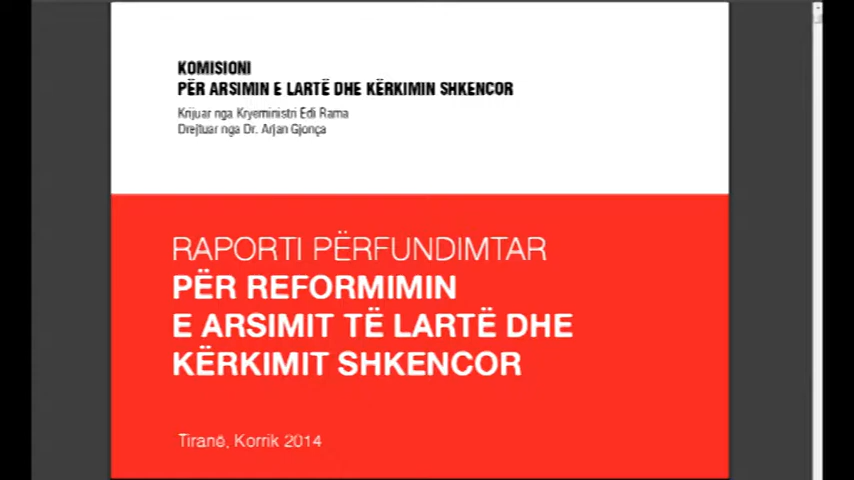 KOMISIONI
PËR ARSIMIN E LARTË DHE KËRKIMIN SHKENCOR
Krijuar nga Kryeministri Edi Rama
Drejtuar nga Dr. Arjan Gjonça
RAPORTI PËRFUNDIMTAR
PËR REFORMIMIN
E ARSIMIT TË LARTË DHE
KËRKIMIT SHKENCOR
Tiranë, Korrik 2014